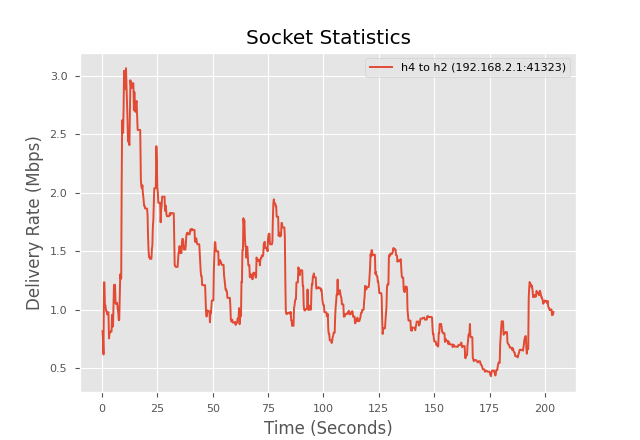 Socket Statistics
h4 to h2 (192.168.2.1:41323)
Delivery Rate (Mbps)
3.0
2.5
2.0
1.5
1.0
0.5
0 25 50 75 100 125 150 175 200
Time (Seconds)